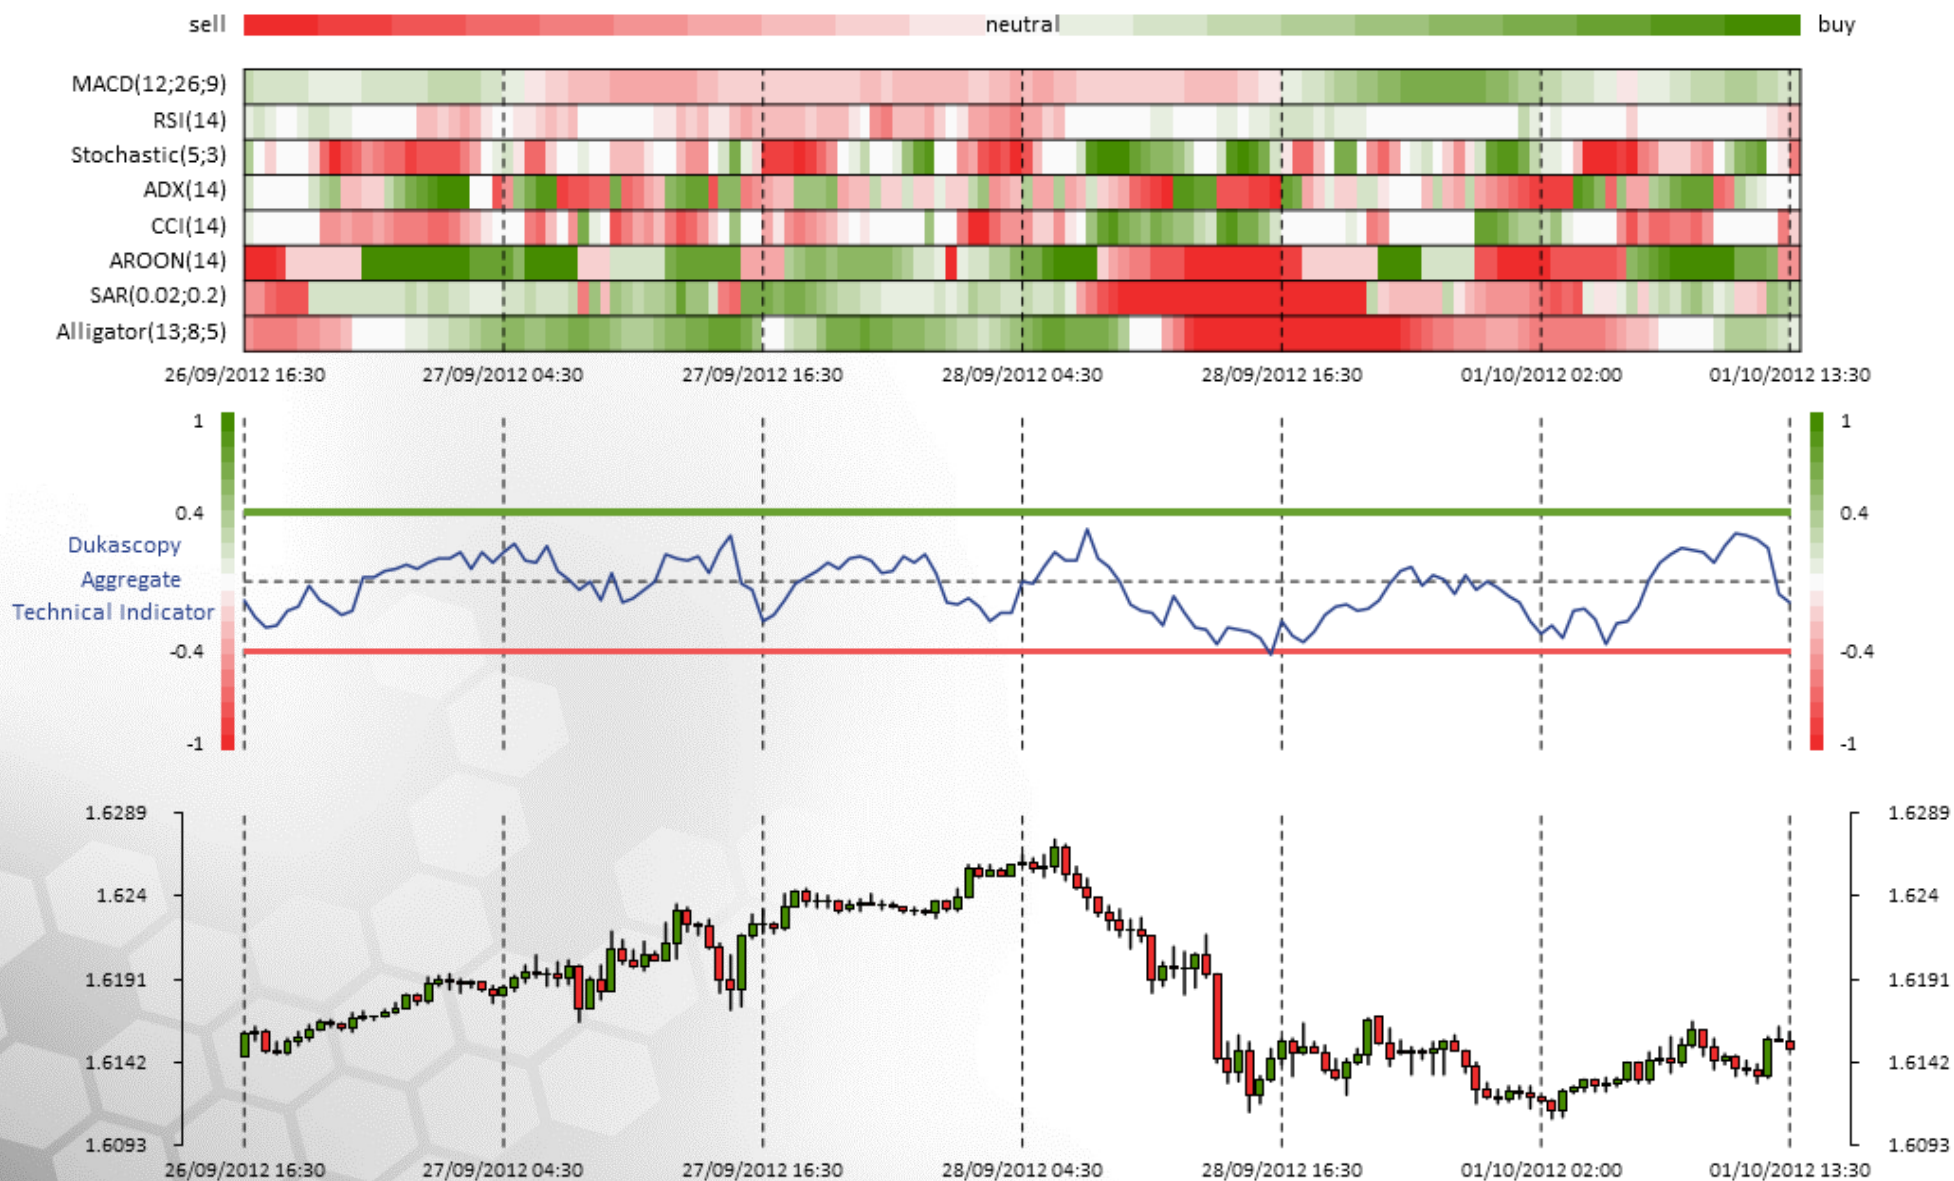 sell neutral buy
MACD(12;26;9)
RSI(14)
Stochastic(5;3)
ADX(14)
CCI(14)
AROON(14)
SAR(0.02;0.2)
Alligator(13;8;5)
26/09/2012 16:30 27/09/2012 04:30 27/09/2012 16:30 28/09/2012 04:30 28/09/2012 16:30 01/10/2012 02:00 01/10/2012 13:30
1 1
0.4 0.4
Dukascopy
Aggregate
Technical Indicator
-0.4 -0.4
-1 -1
1.6289 1.6289
1.624 1.624
1.6191 1.6191
1.6142 1.6142
1.6093 1.6093
26/09/2012 16:30 27/09/2012 04:30 27/09/2012 16:30 28/09/2012 04:30 28/09/2012 16:30 01/10/2012 02:00 01/10/2012 13:30